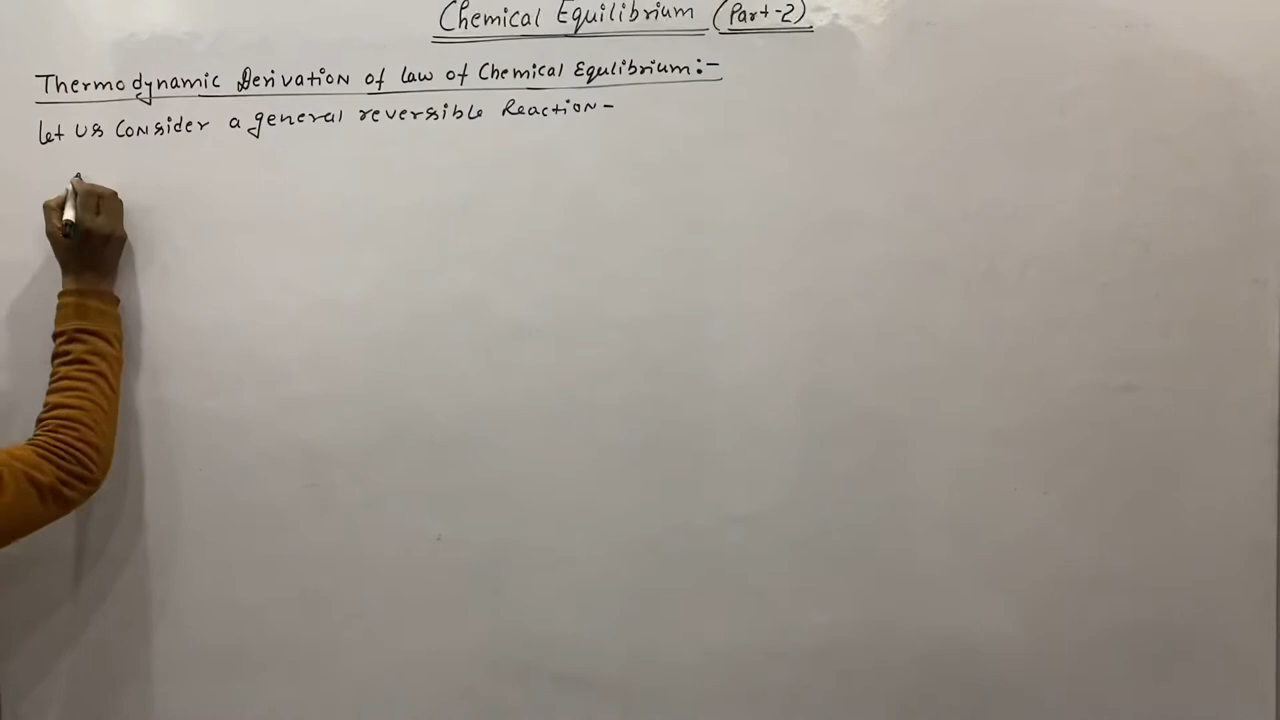 Chemical Equilibrium (Part-2)
Thermodynamic Derivation of law of Chemical Equlibrium:-
let us Consider a general reversible Reaction-